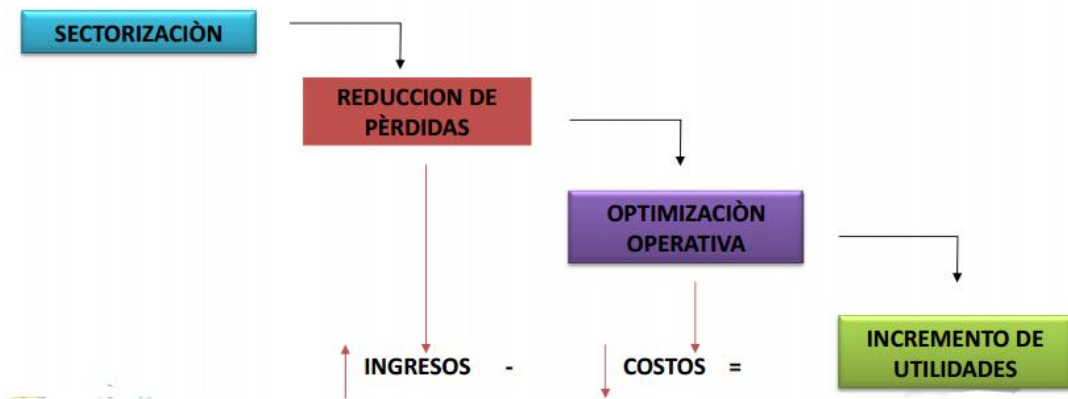 SECTORIZACIÒN
REDUCCION DE
PÈRDIDAS
OPTIMIZACIÒN
OPERATIVA
INCREMENTO DE
UTILIDADES
INGRESOS - COSTOS =